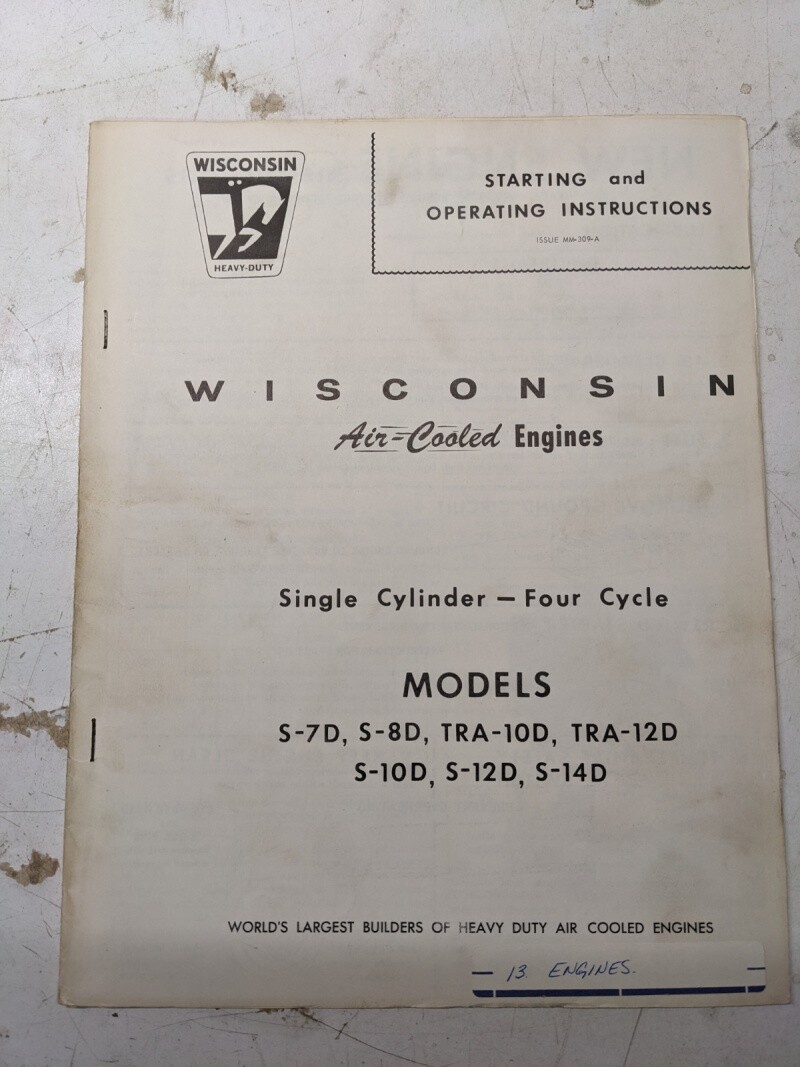 WISCONSIN
HEAVY-DUTY
STARTING and
OPERATING INSTRUCTIONS
ISSUE MM-309-A
WISCONSIN
Air-Cooled Engines
Single Cylinder — Four Cycle
MODELS
S-7D, S-8D, TRA-10D, TRA-12D
S-10D, S-12D, S-14D
WORLD'S LARGEST BUILDERS OF HEAVY DUTY AIR COOLED ENGINES
— 13 ENGINES. —